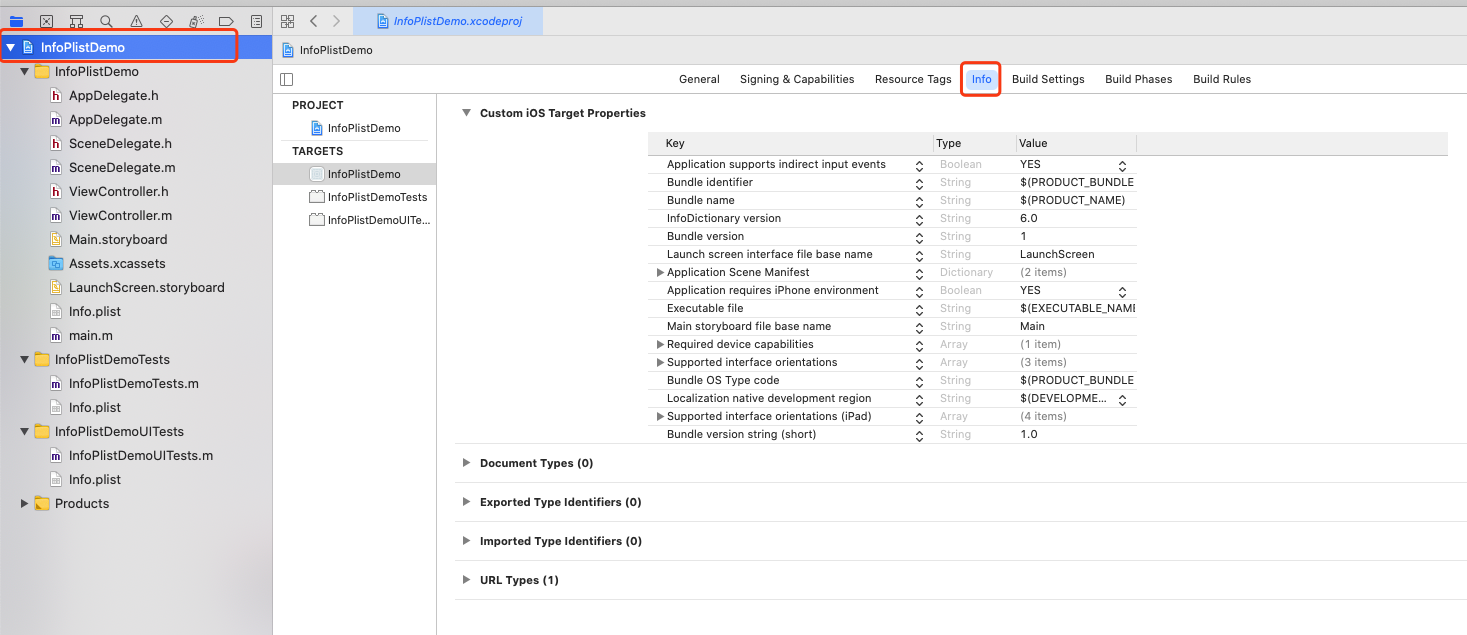 InfoPlistDemo.xcodeproj
InfoPlistDemo
InfoPlistDemo
AppDelegate.h
AppDelegate.m
SceneDelegate.h
SceneDelegate.m
ViewController.h
ViewController.m
Main.storyboard
Assets.xcassets
LaunchScreen.storyboard
Info.plist
main.m
InfoPlistDemoTests
InfoPlistDemoTests.m
Info.plist
InfoPlistDemoUITests
InfoPlistDemoUITests.m
Info.plist
Products
InfoPlistDemo
General Signing & Capabilities Resource Tags Info Build Settings Build Phases Build Rules
PROJECT
InfoPlistDemo
TARGETS
InfoPlistDemo
InfoPlistDemoTests
InfoPlistDemoUITe...
Custom iOS Target Properties
Key Type Value
Application supports indirect input events Boolean YES
Bundle identifier String $(PRODUCT_BUNDLE
Bundle name String $(PRODUCT_NAME)
InfoDictionary version String 6.0
Bundle version String 1
Launch screen interface file base name String LaunchScreen
Application Scene Manifest Dictionary (2 items)
Application requires iPhone environment Boolean YES
Executable file String $(EXECUTABLE_NAME
Main storyboard file base name String Main
Required device capabilities Array (1 item)
Supported interface orientations Array (3 items)
Bundle OS Type code String $(PRODUCT_BUNDLE
Localization native development region String $(DEVELOPME...
Supported interface orientations (iPad) Array (4 items)
Bundle version string (short) String 1.0
Document Types (0)
Exported Type Identifiers (0)
Imported Type Identifiers (0)
URL Types (1)